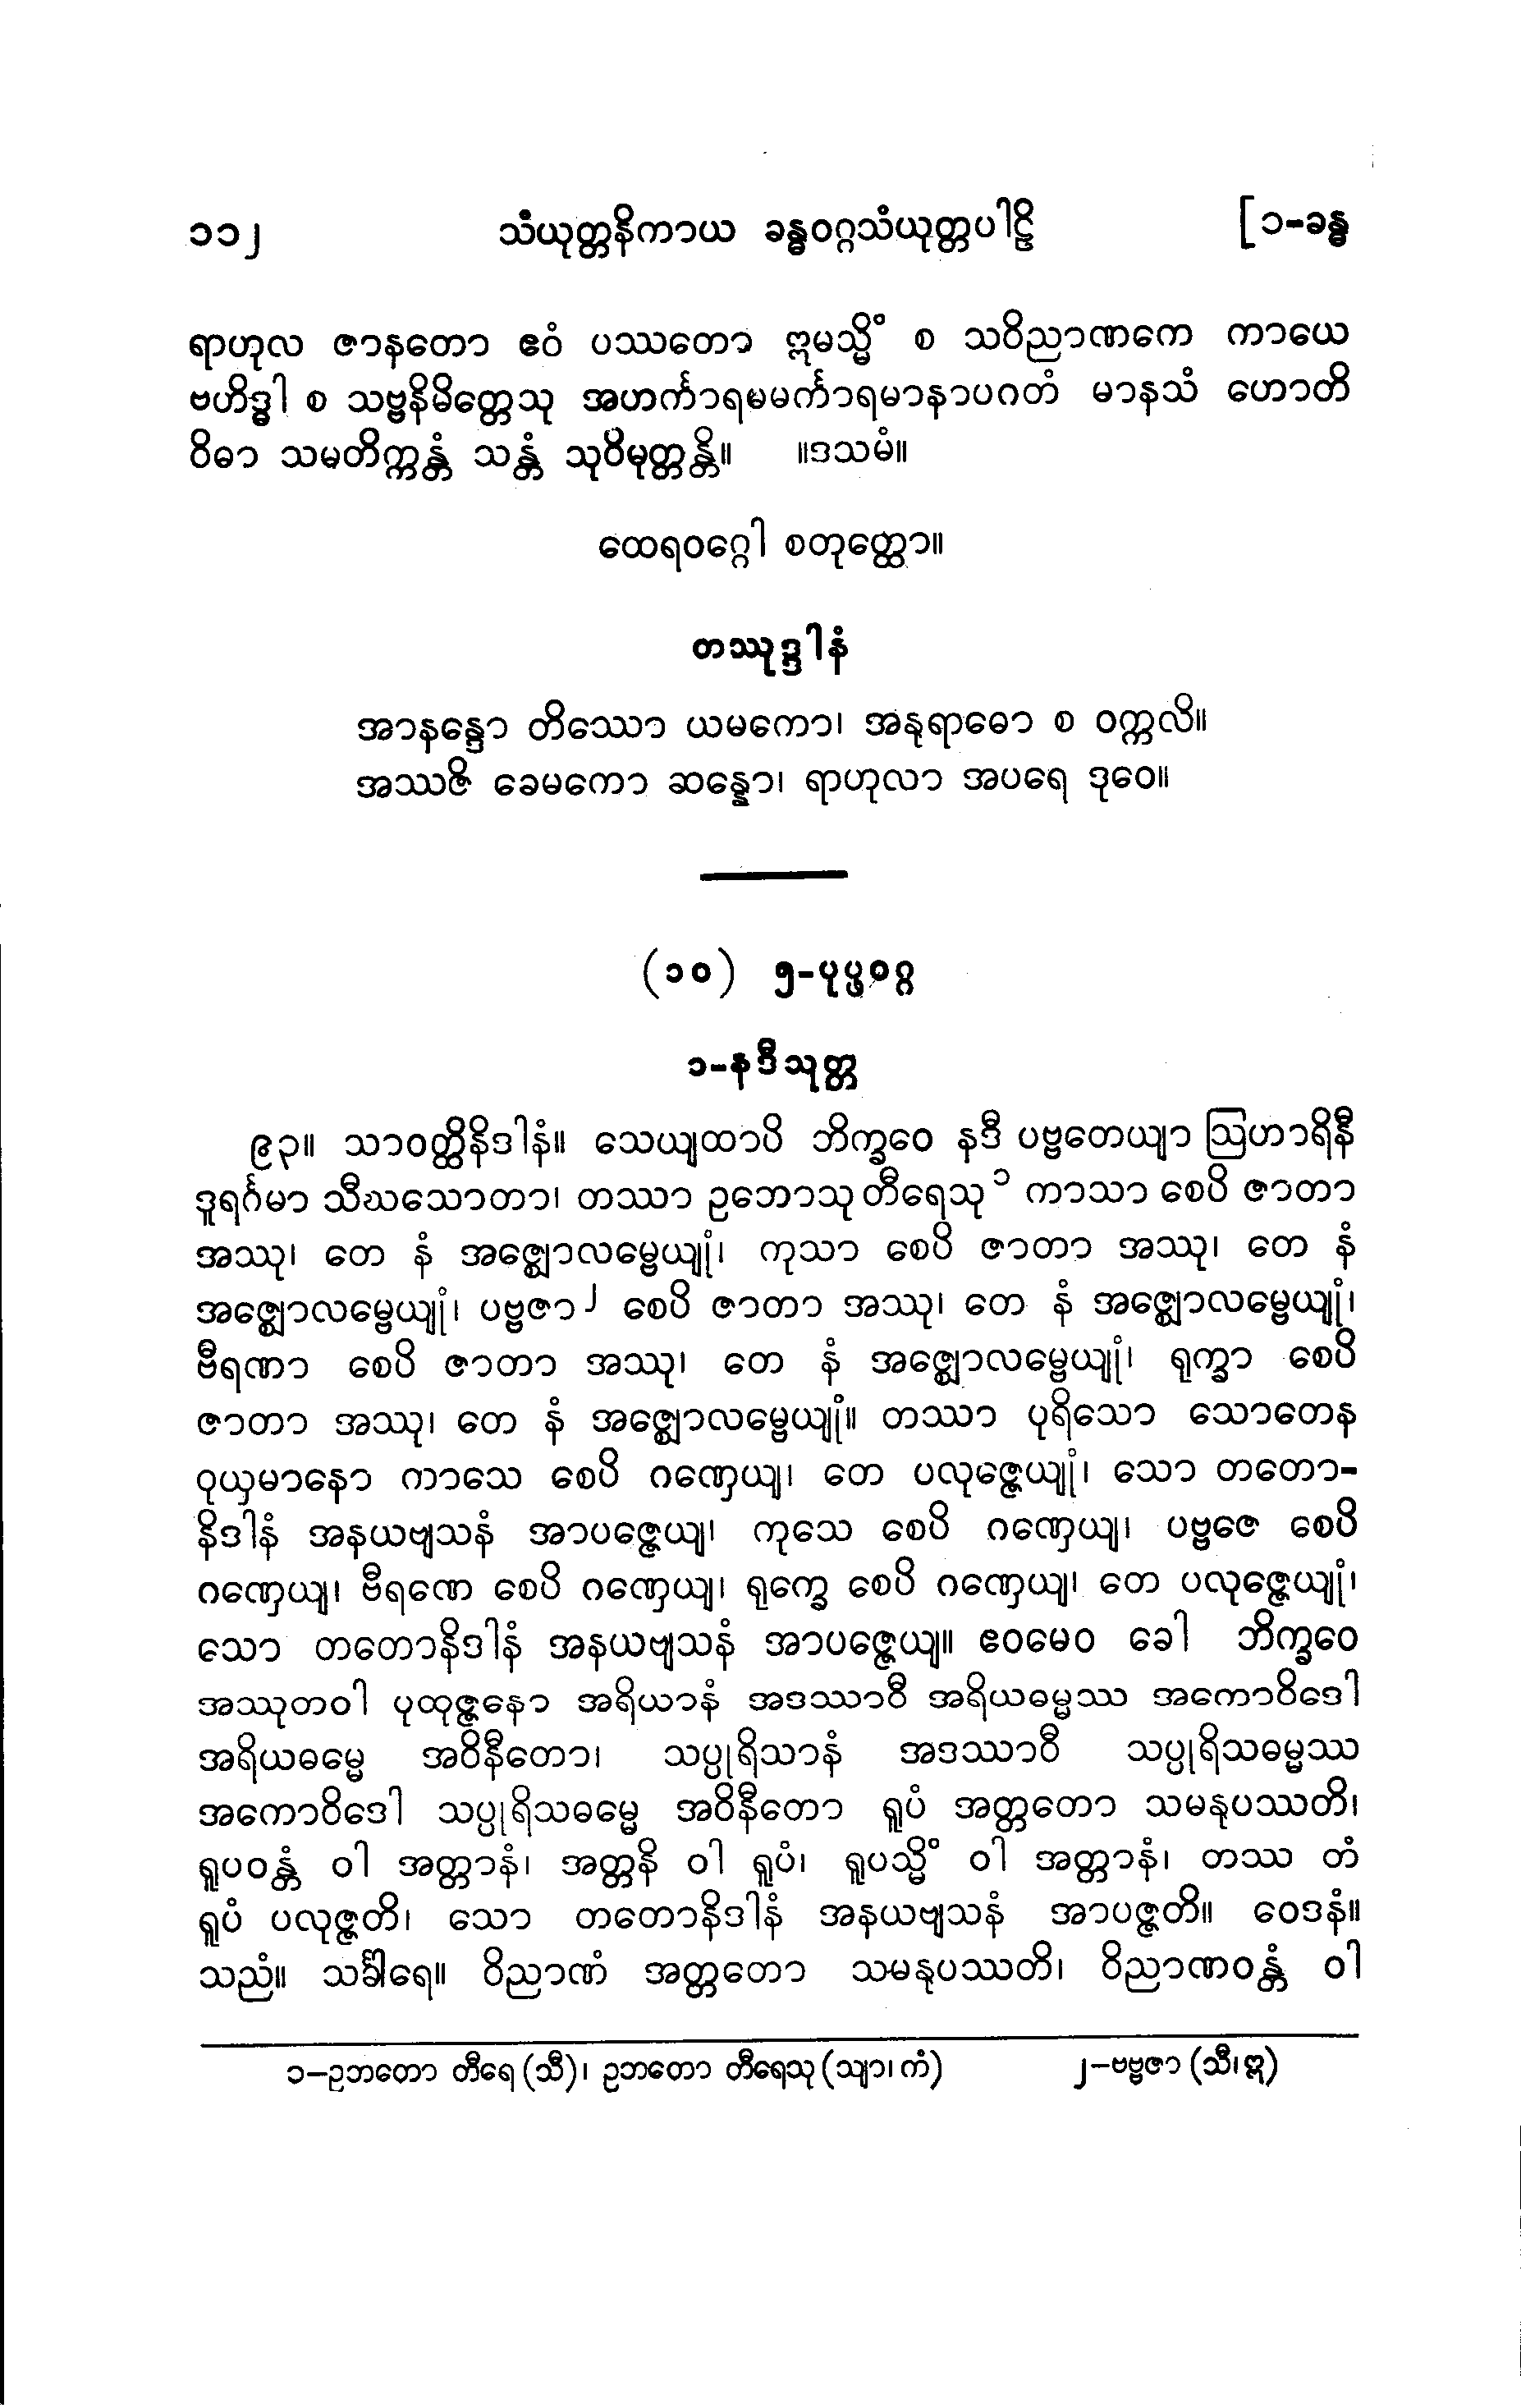 ၁၁၂ သံယုတ္တနိကာယ ခန္ဓဝဂ္ဂသံယုတ္တပါဠိ [၁-ခန္ဓ
ရာဟုလ ဇာနတော ဧဝံ ပဿတော ဣမသ္မိံ စ သဝိညာဏကေ ကာယေ
ဗဟိဒ္ဓါ စ သဗ္ဗနိမိတ္တေသု အဟင်္ကာရမမင်္ကာရမာနာပဂတံ မာနသံ ဟောတိ
ဝိဓာ သမတိက္ကန္တံ သန္တံ သုဝိမုတ္တန္တိ။ ။ဒသမံ။
ထေရဝဂ္ဂေါ စတုတ္ထော။
တဿုဒ္ဒါနံ
အာနန္ဒော တိဿော ယမကော၊ အနုရာဓော စ ဝက္ကလိ။
အဿဇိ ခေမကော ဆန္နော၊ ရာဟုလာ အပရေ ဒုဝေ။
(၁၀) ၅-ပုပ္ဖဝဂ္ဂ
၁-နဒီသုတ္တ
၉၃။ သာဝတ္ထိနိဒါနံ။ သေယျထာပိ ဘိက္ခဝေ နဒီ ပဗ္ဗတေယျာ ဩဟာရိနီ
ဒူရင်္ဂမာ သီဃသောတာ၊ တဿာ ဥဘောသု တီရေသု ၁ ကာသာ စေပိ ဇာတာ
အဿု၊ တေ နံ အဇ္ဈောလမ္ဗေယျုံ၊ ကုသာ စေပိ ဇာတာ အဿု၊ တေ နံ
အဇ္ဈောလမ္ဗေယျုံ၊ ပဗ္ဗဇာ ၂ စေပိ ဇာတာ အဿု၊ တေ နံ အဇ္ဈောလမ္ဗေယျုံ၊
ဗီရဏာ စေပိ ဇာတာ အဿု၊ တေ နံ အဇ္ဈောလမ္ဗေယျုံ၊ ရုက္ခာ စေပိ
ဇာတာ အဿု၊ တေ နံ အဇ္ဈောလမ္ဗေယျုံ။ တဿာ ပုရိသော သောတေန
ဝုယှမာနော ကာသေ စေပိ ဂဏှေယျ၊ တေ ပလုဇ္ဇေယျုံ၊ သော တတော-
နိဒါနံ အနယဗျသနံ အာပဇ္ဇေယျ၊ ကုသေ စေပိ ဂဏှေယျ၊ ပဗ္ဗဇေ စေပိ
ဂဏှေယျ၊ ဗီရဏေ စေပိ ဂဏှေယျ၊ ရုက္ခေ စေပိ ဂဏှေယျ၊ တေ ပလုဇ္ဇေယျုံ၊
သော တတောနိဒါနံ အနယဗျသနံ အာပဇ္ဇေယျ။ ဧဝမေဝ ခေါ ဘိက္ခဝေ
အဿုတဝါ ပုထုဇ္ဇနော အရိယာနံ အဒဿာဝီ အရိယဓမ္မဿ အကောဝိဒေါ
အရိယဓမ္မေ အဝိနီတော၊ သပ္ပုရိသာနံ အဒဿာဝီ သပ္ပုရိသဓမ္မဿ
အကောဝိဒေါ သပ္ပုရိသဓမ္မေ အဝိနီတော ရူပံ အတ္တတော သမနုပဿတိ၊
ရူပဝန္တံ ဝါ အတ္တာနံ၊ အတ္တနိ ဝါ ရူပံ၊ ရူပသ္မိံ ဝါ အတ္တာနံ၊ တဿ တံ
ရူပံ ပလုဇ္ဇတိ၊ သော တတောနိဒါနံ အနယဗျသနံ အာပဇ္ဇတိ။ ဝေဒနံ။
သညံ။ သင်္ခါရေ။ ဝိညာဏံ အတ္တတော သမနုပဿတိ၊ ဝိညာဏဝန္တံ ဝါ
၁-ဥဘတော တီရေ (သီ)၊ ဥဘတော တီရေသု (သျာ၊ ကံ) ၂-ဗဗ္ဗဇာ (သီ၊ ဣ)